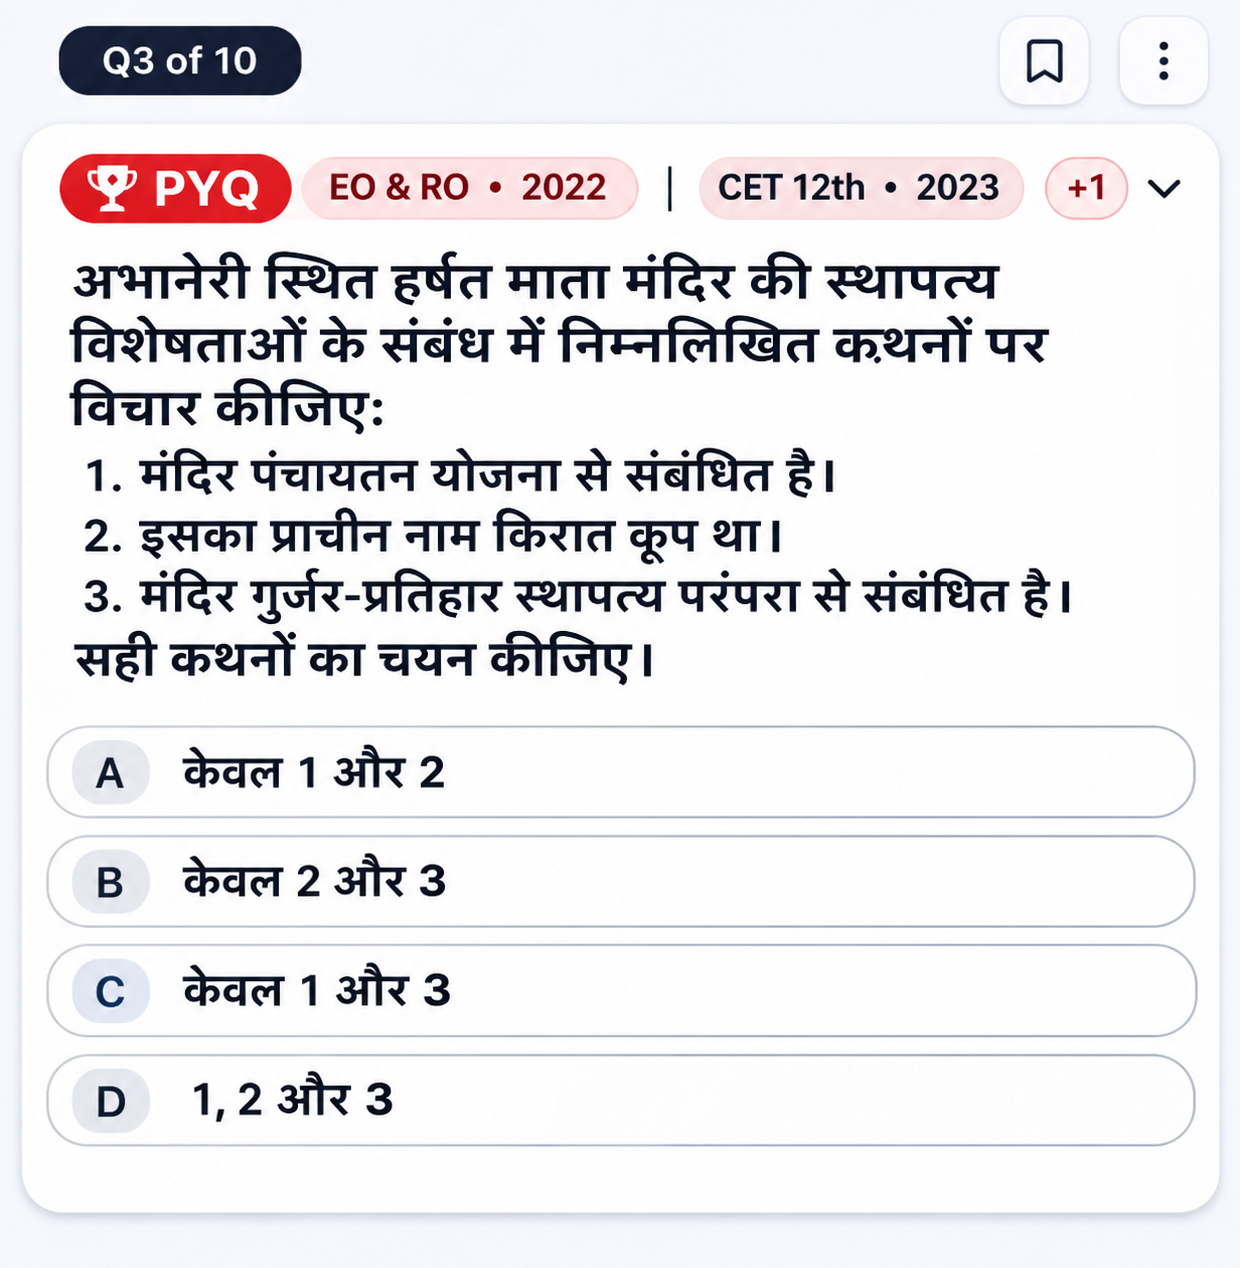 Q3 of 10
PYQ EO & RO • 2022 | CET 12th • 2023 +1
अभानेरी स्थित हर्षत माता मंदिर की स्थापत्य
विशेषताओं के संबंध में निम्नलिखित क़थनों पर
विचार कीजिए:
1. मंदिर पंचायतन योजना से संबंधित है।
2. इसका प्राचीन नाम किरात कूप था।
3. मंदिर गुर्जर-प्रतिहार स्थापत्य परंपरा से संबंधित है।
सही कथनों का चयन कीजिए।
A केवल 1 और 2
B केवल 2 और 3
C केवल 1 और 3
D 1, 2 और 3